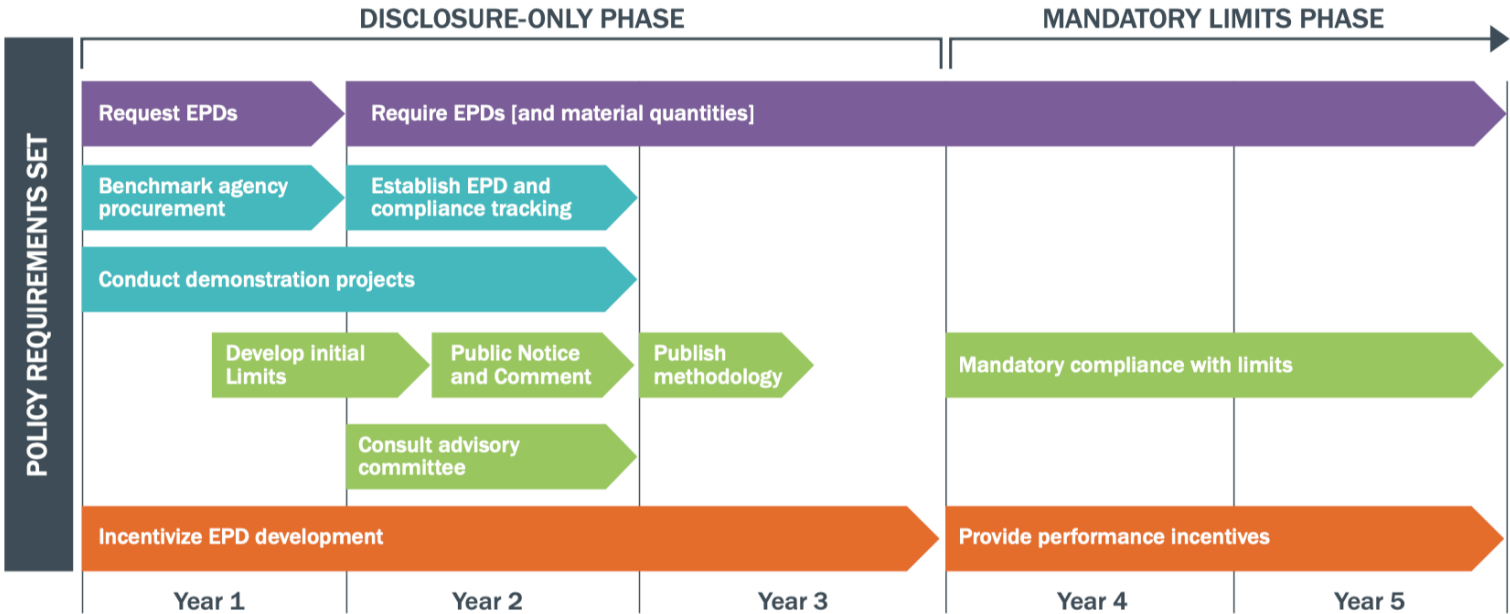 DISCLOSURE-ONLY PHASE
MANDATORY LIMITS PHASE
POLICY REQUIREMENTS SET
Request EPDs
Require EPDs [and material quantities]
Benchmark agency
procurement
Establish EPD and
compliance tracking
Conduct demonstration projects
Develop initial
Limits
Public Notice
and Comment
Publish
methodology
Mandatory compliance with limits
Consult advisory
committee
Incentivize EPD development
Provide performance incentives
Year 1
Year 2
Year 3
Year 4
Year 5